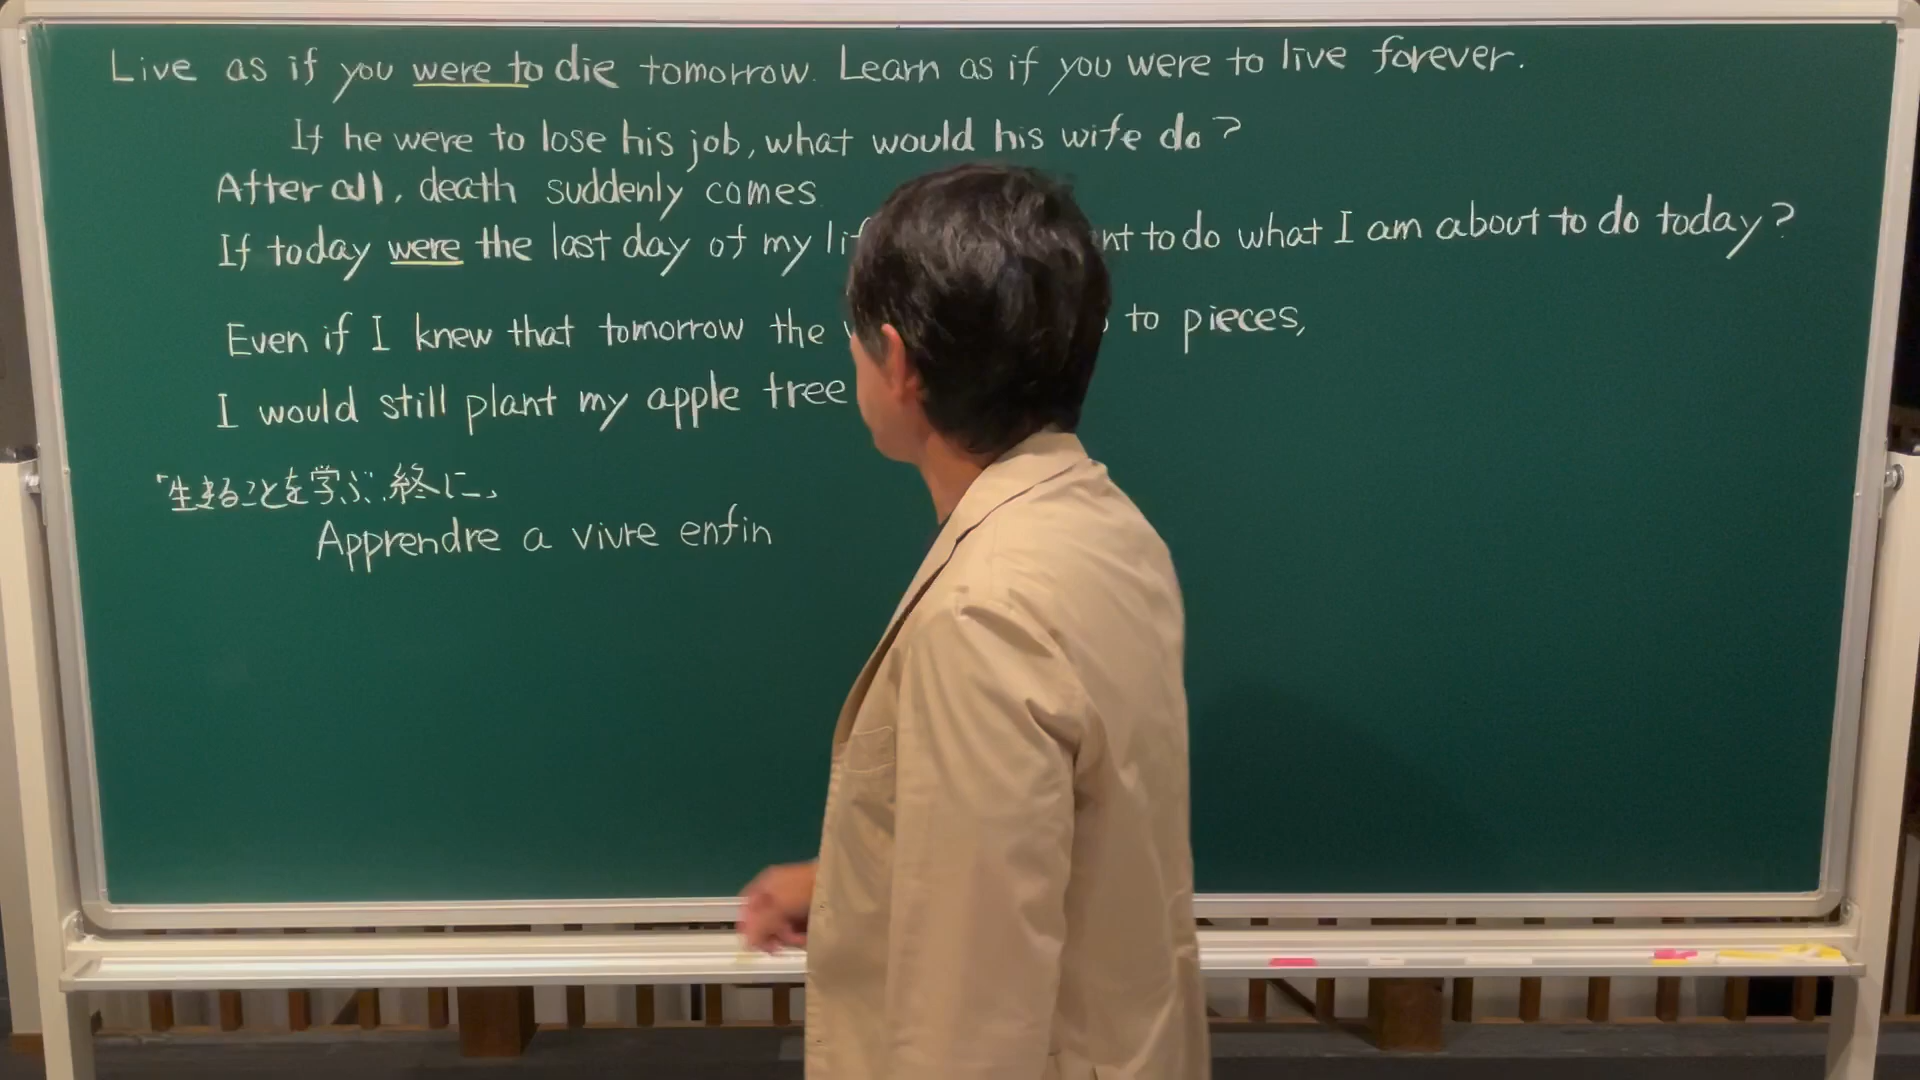 Live as if you were to die tomorrow. Learn as if you were to live forever.
If he were to lose his job, what would his wife do?
After all, death suddenly comes
If today were the last day of my to do what I am about to do today?
Even if I knew that tomorrow the to pieces,
I would still plant my apple tree
「生きることを学ぶ、終に」
Apprendre a vivre enfin